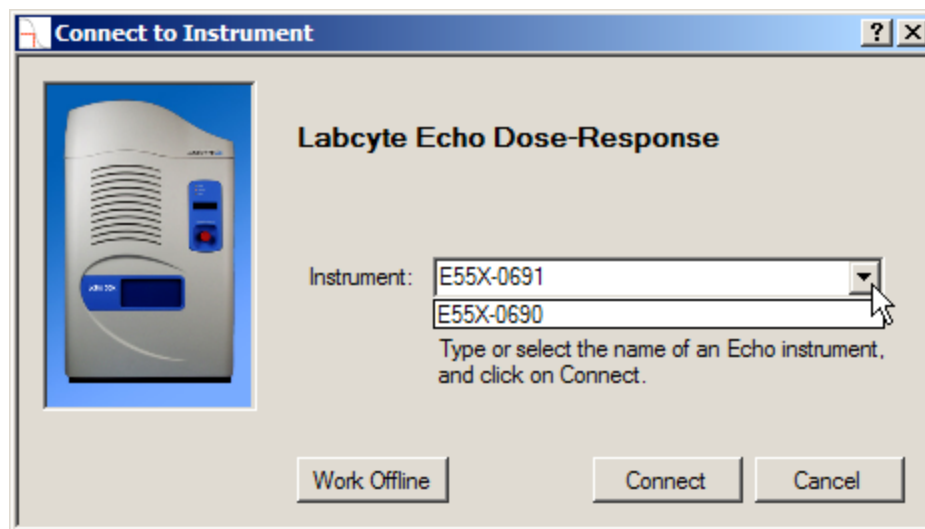 Connect to Instrument
Labcyte Echo Dose-Response
Instrument: E55X-0691
E55X-0690
Type or select the name of an Echo instrument,
and click on Connect.
Work Offline Connect Cancel